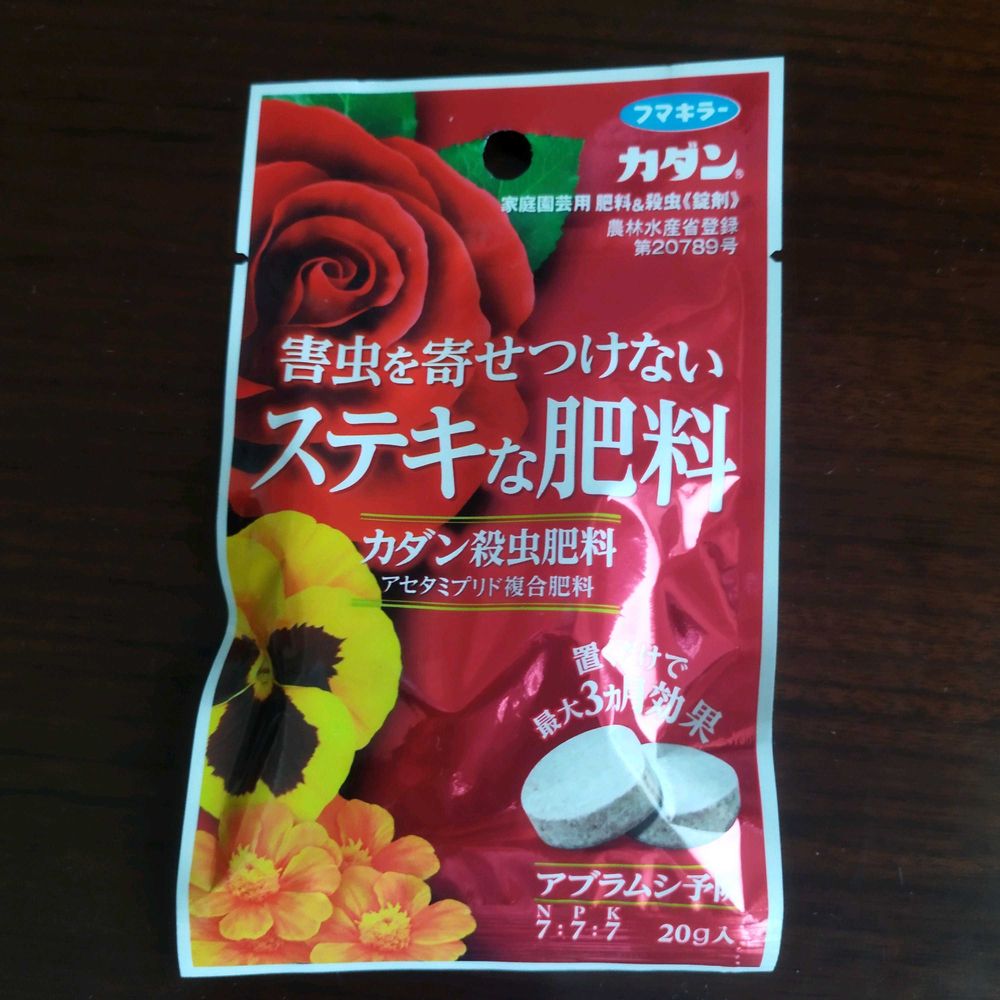 フマキラー
カダン®
家庭園芸用 肥料&殺虫《錠剤》
農林水産省登録
第20789号
害虫を寄せつけない
ステキな肥料
カダン殺虫肥料
アセタミプリド複合肥料
置くだけで
最大3カ月効果
アブラムシ予防
N P K
7:7:7
20g入